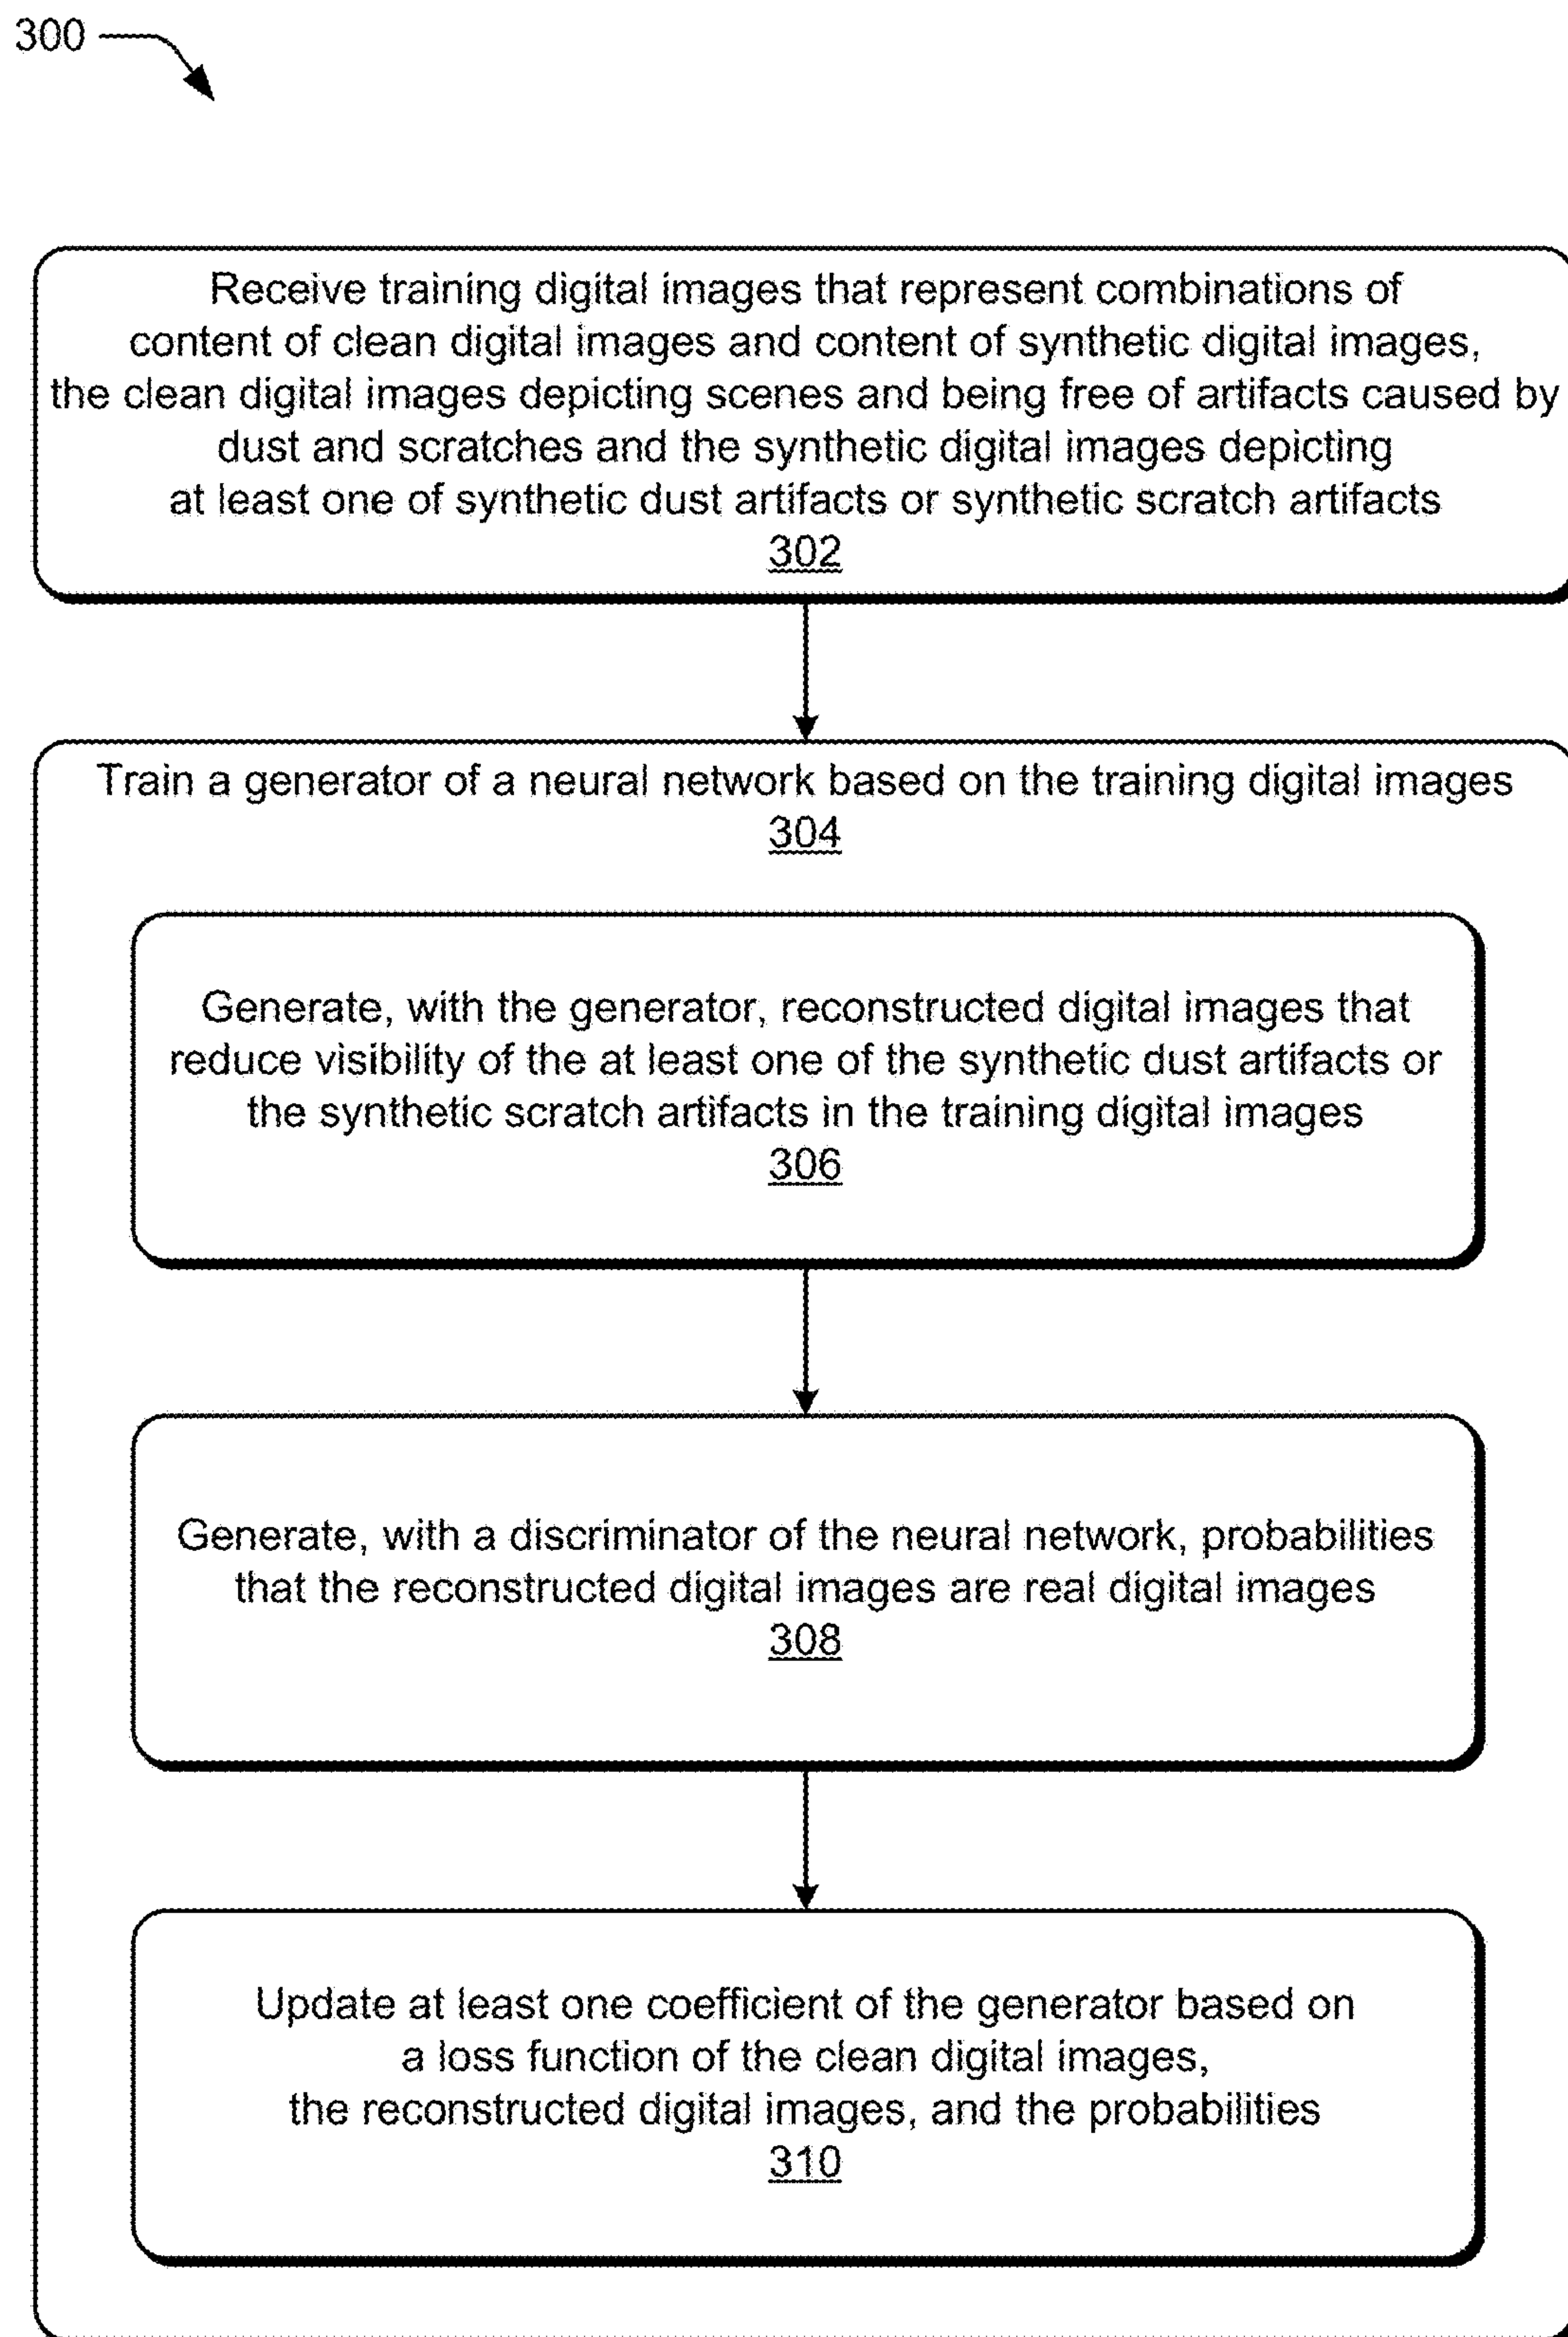 300
Receive training digital images that represent combinations of
content of clean digital images and content of synthetic digital images,
the clean digital images depicting scenes and being free of artifacts caused by
dust and scratches and the synthetic digital images depicting
at least one of synthetic dust artifacts or synthetic scratch artifacts
302
Train a generator of a neural network based on the training digital images
304
Generate, with the generator, reconstructed digital images that
reduce visibility of the at least one of the synthetic dust artifacts or
the synthetic scratch artifacts in the training digital images
306
Generate, with a discriminator of the neural network, probabilities
that the reconstructed digital images are real digital images
308
Update at least one coefficient of the generator based on
a loss function of the clean digital images,
the reconstructed digital images, and the probabilities
310